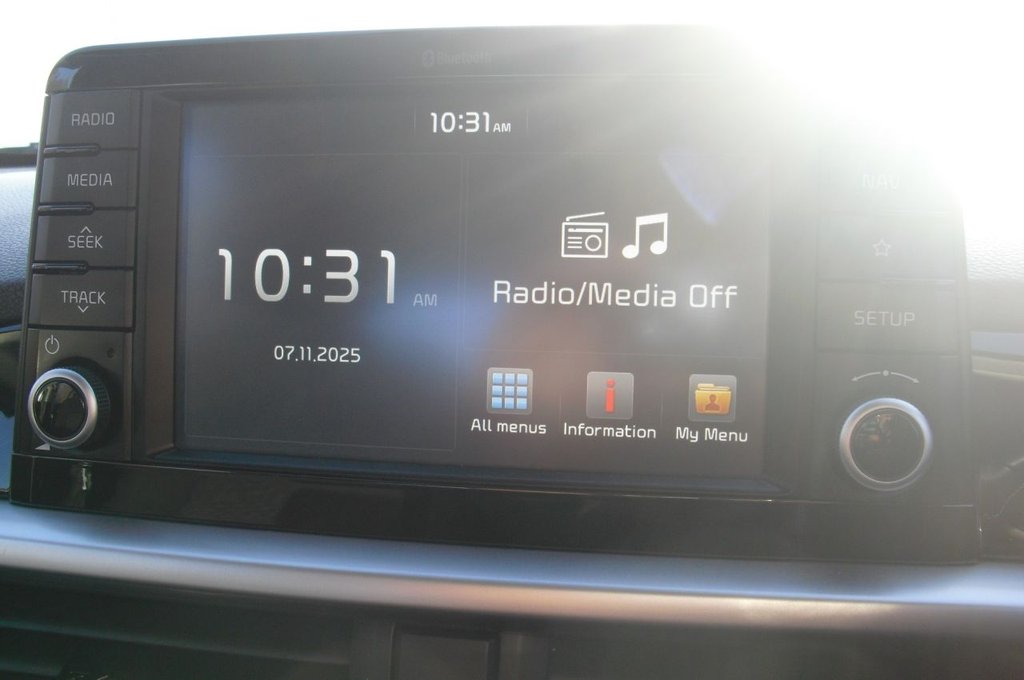 Bluetooth
RADIO
MEDIA
SEEK
TRACK
10:31 AM
10:31 AM
07.11.2025
Radio/Media Off
All menus
Information
My Menu
NAV
SETUP